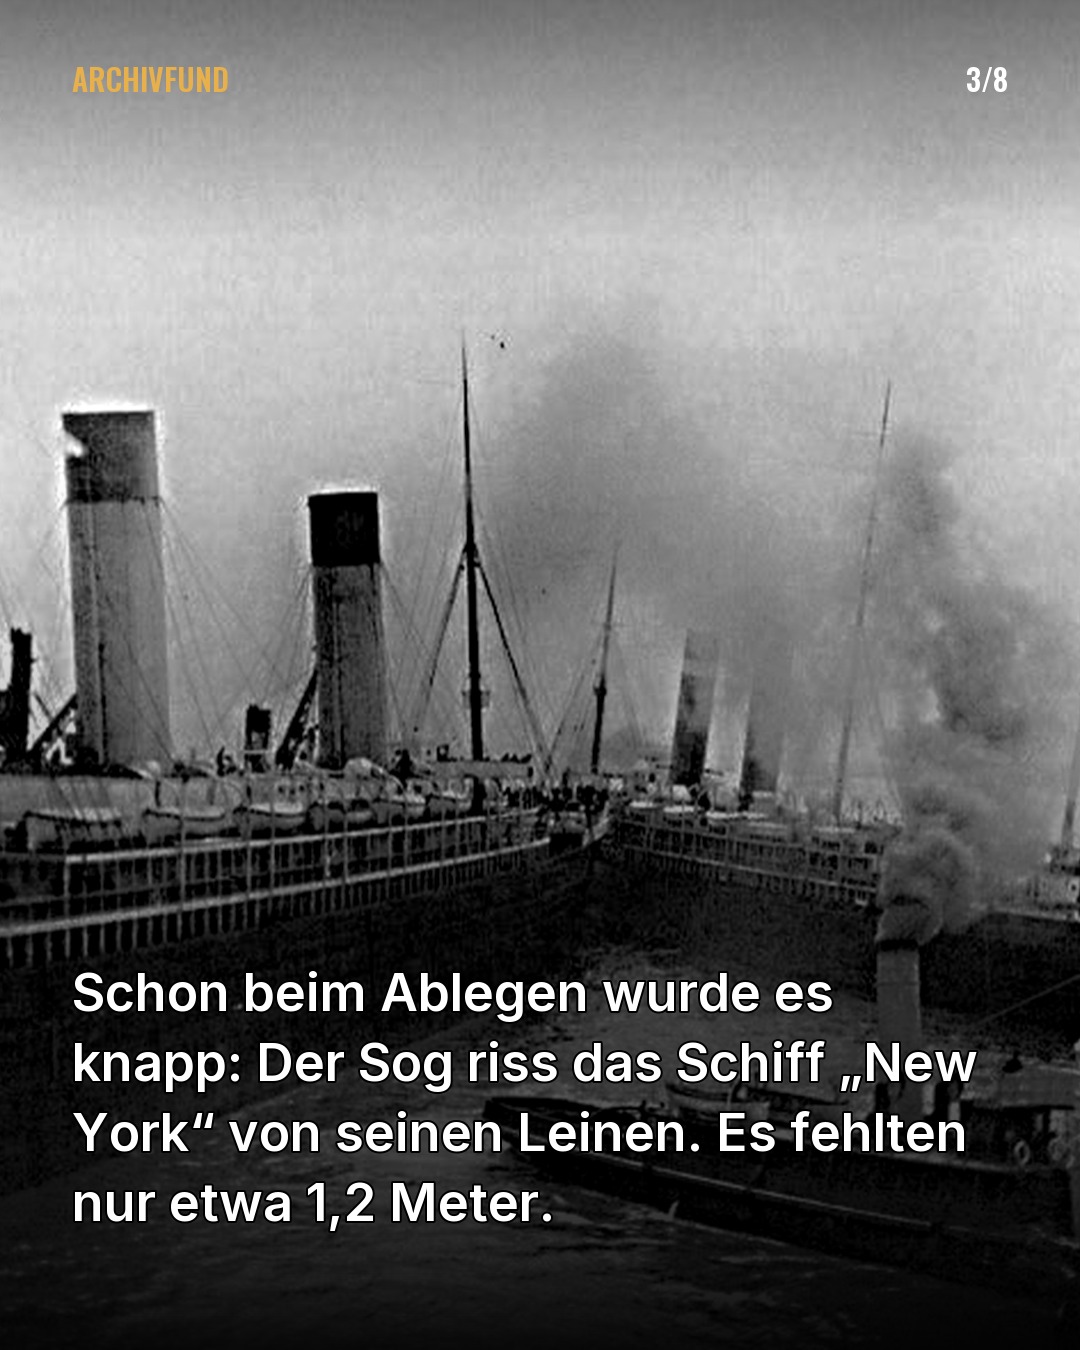 ARCHIVFUND
3/8
Schon beim Ablegen wurde es
knapp: Der Sog riss das Schiff „New
York“ von seinen Leinen. Es fehlten
nur etwa 1,2 Meter.